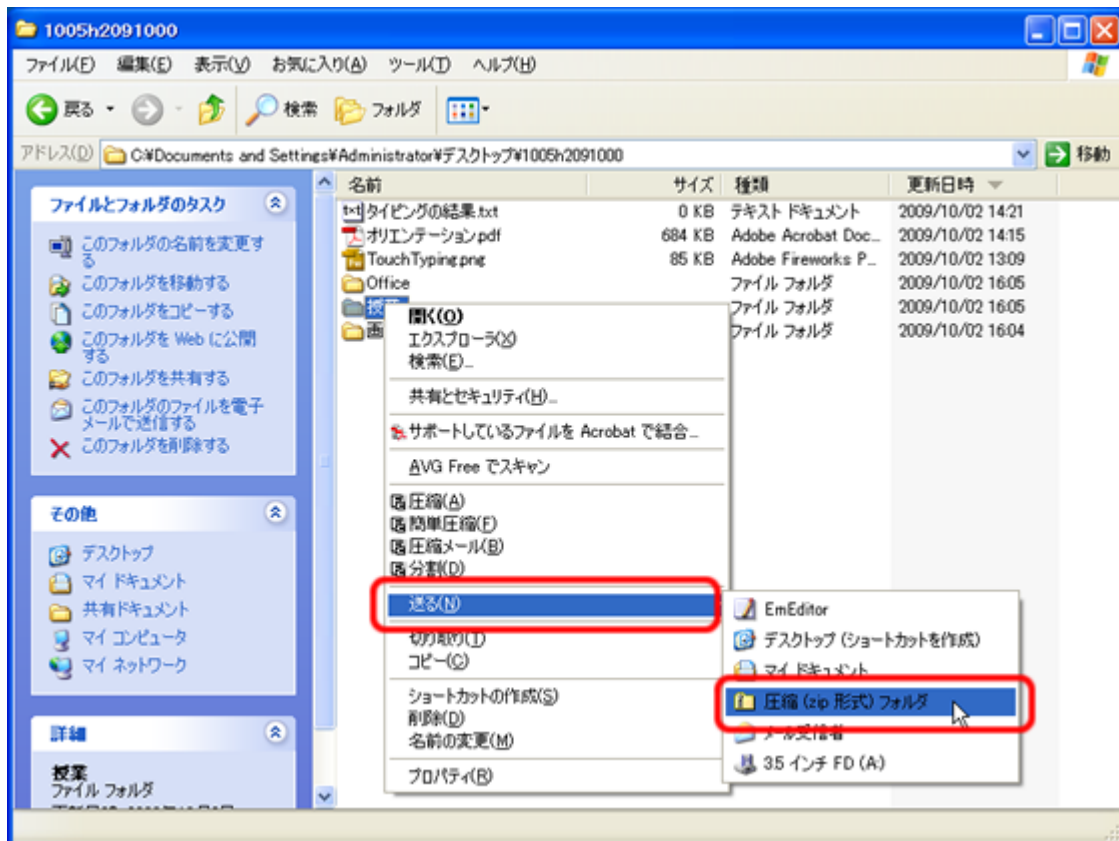 1005h2091000
ファイル(F) 編集(E) 表示(V) お気に入り(A) ツール(T) ヘルプ(H)
戻る 検索 フォルダ
アドレス(D) C:¥Documents and Settings¥Administrator¥デスクトップ¥1005h2091000 移動
ファイルとフォルダのタスク
このフォルダの名前を変更す
る
このフォルダを移動する
このフォルダをコピーする
このフォルダを Web に公開
する
このフォルダを共有する
このフォルダのファイルを電子
メールで送信する
このフォルダを削除する
その他
デスクトップ
マイ ドキュメント
共有ドキュメント
マイ コンピュータ
マイ ネットワーク
詳細
授業
ファイル フォルダ
名前 サイズ 種類 更新日時
タイピングの結果.txt 0 KB テキスト ドキュメント 2009/10/02 14:21
オリエンテーション.pdf 684 KB Adobe Acrobat Doc... 2009/10/02 14:15
TouchTyping.png 85 KB Adobe Fireworks P... 2009/10/02 13:09
Office ファイル フォルダ 2009/10/02 16:05
授業 ファイル フォルダ 2009/10/02 16:05
画 ファイル フォルダ 2009/10/02 16:04
開く(O)
エクスプローラ(X)
検索(E)...
共有とセキュリティ(H)...
サポートしているファイルを Acrobat で結合...
AVG Free でスキャン
圧縮(A)
簡単圧縮(F)
圧縮メール(B)
分割(D)
送る(N)
切り取り(T)
コピー(C)
ショートカットの作成(S)
削除(D)
名前の変更(M)
プロパティ(R)
EmEditor
デスクトップ (ショートカットを作成)
マイ ドキュメント
圧縮 (zip 形式) フォルダ
メール受信者
3.5 インチ FD (A:)